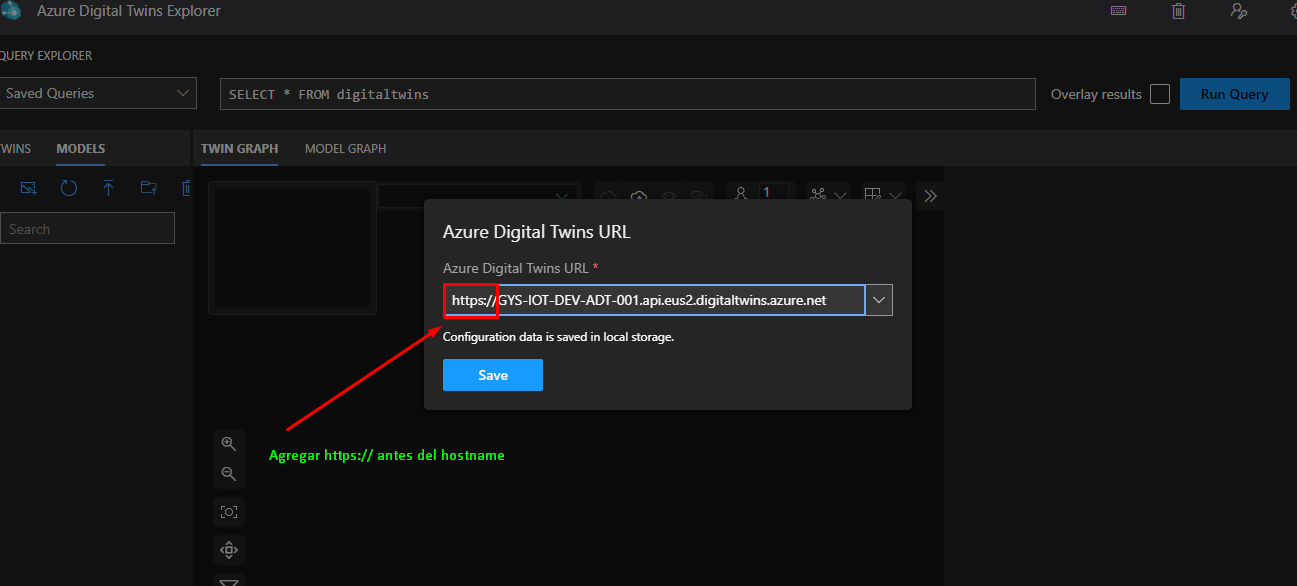 Azure Digital Twins Explorer
QUERY EXPLORER
Saved Queries
SELECT * FROM digitaltwins
Overlay results
Run Query
WINS
MODELS
TWIN GRAPH
MODEL GRAPH
1
Search
Azure Digital Twins URL
Azure Digital Twins URL *
https://GYS-IOT-DEV-ADT-001.api.eus2.digitaltwins.azure.net
Configuration data is saved in local storage.
Save
Agregar https:// antes del hostname